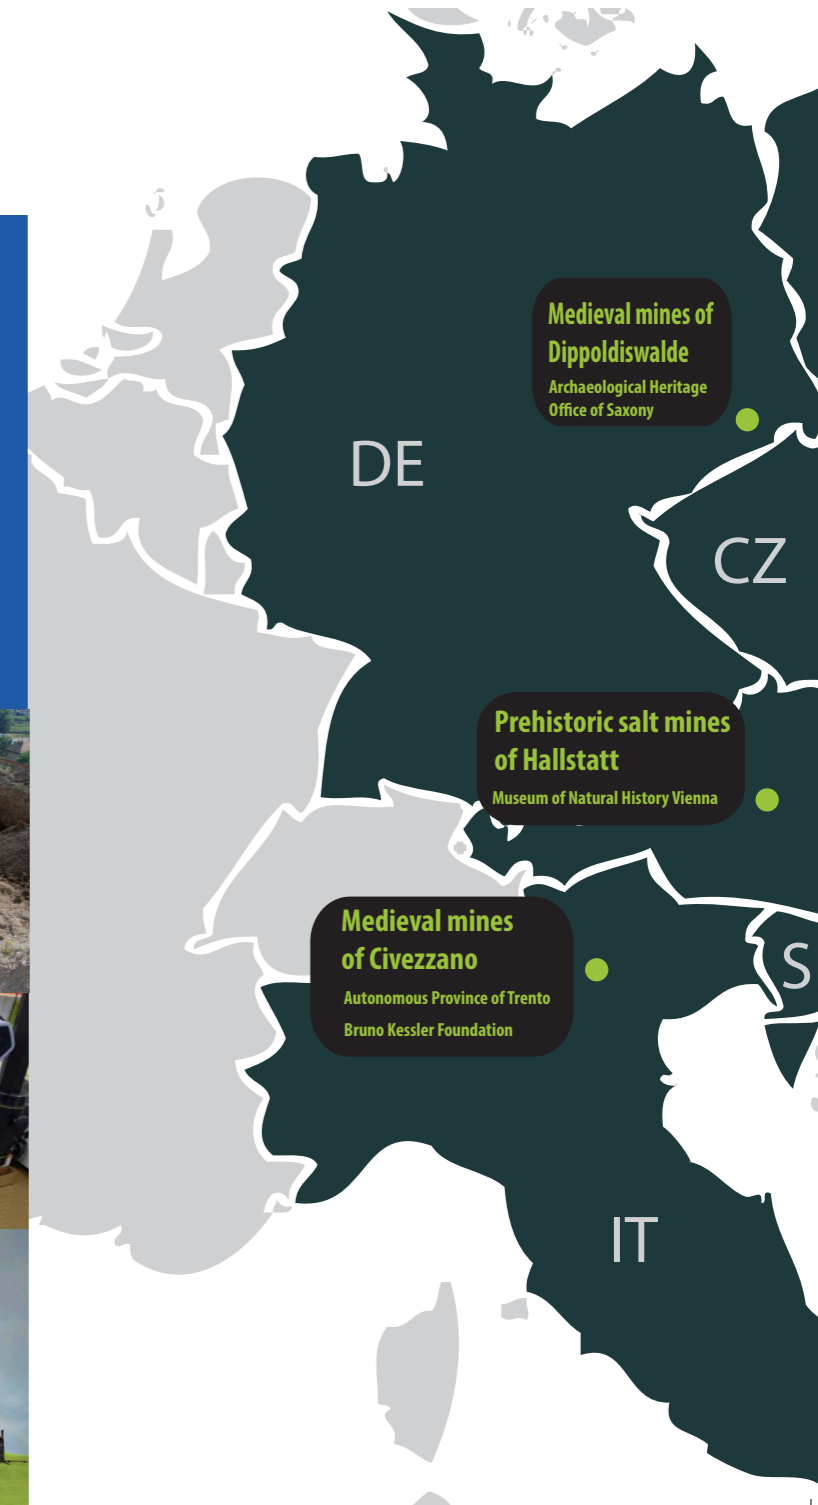 Medieval mines of
Dippoldiswalde
Archaeological Heritage
Office of Saxony
DE
CZ
Prehistoric salt mines
of Hallstatt
Museum of Natural History Vienna
Medieval mines
of Civezzano
Autonomous Province of Trento
Bruno Kessler Foundation
S
IT